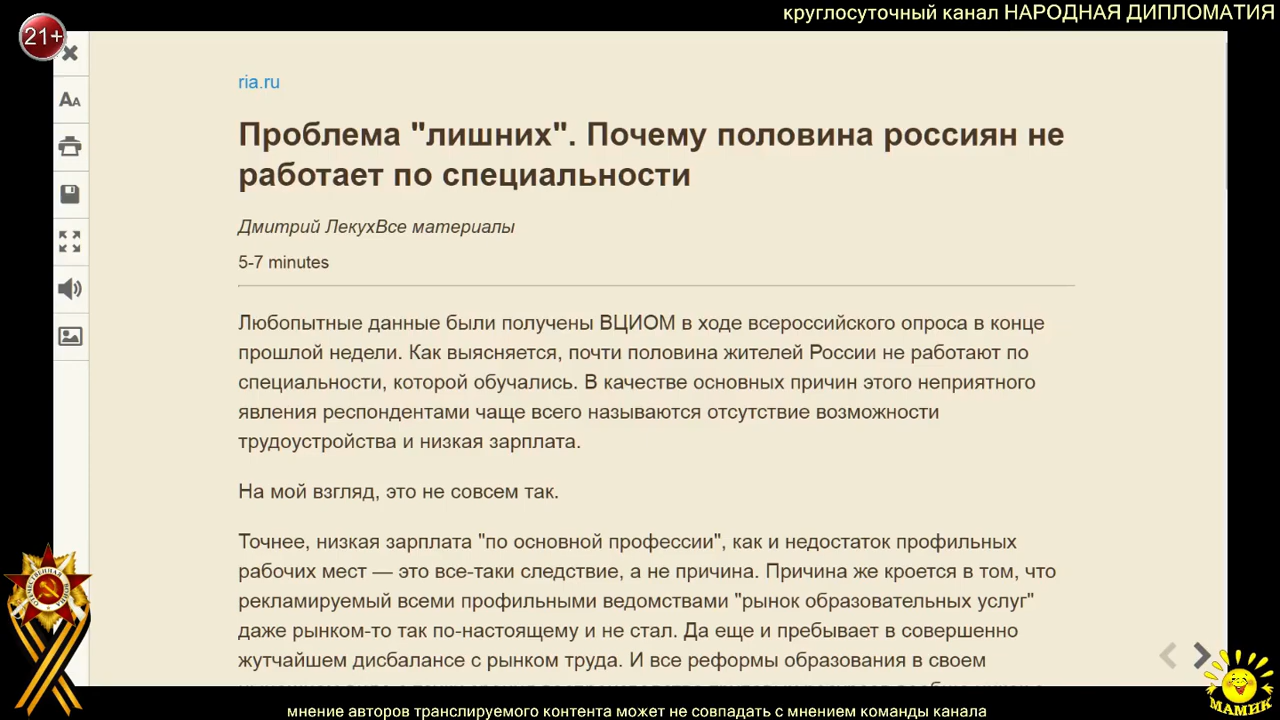 круглосуточный канал НАРОДНАЯ ДИПЛОМАТИЯ
21+
ria.ru
Проблема "лишних". Почему половина россиян не
работает по специальности
Дмитрий ЛекухВсе материалы
5-7 minutes
Любопытные данные были получены ВЦИОМ в ходе всероссийского опроса в конце
прошлой недели. Как выясняется, почти половина жителей России не работают по
специальности, которой обучались. В качестве основных причин этого неприятного
явления респондентами чаще всего называются отсутствие возможности
трудоустройства и низкая зарплата.
На мой взгляд, это не совсем так.
Точнее, низкая зарплата "по основной профессии", как и недостаток профильных
рабочих мест — это все-таки следствие, а не причина. Причина же кроется в том, что
рекламируемый всеми профильными ведомствами "рынок образовательных услуг"
даже рынком-то так по-настоящему и не стал. Да еще и пребывает в совершенно
жутчайшем дисбалансе с рынком труда. И все реформы образования в своем
МАМИК
мнение авторов транслируемого контента может не совпадать с мнением команды канала